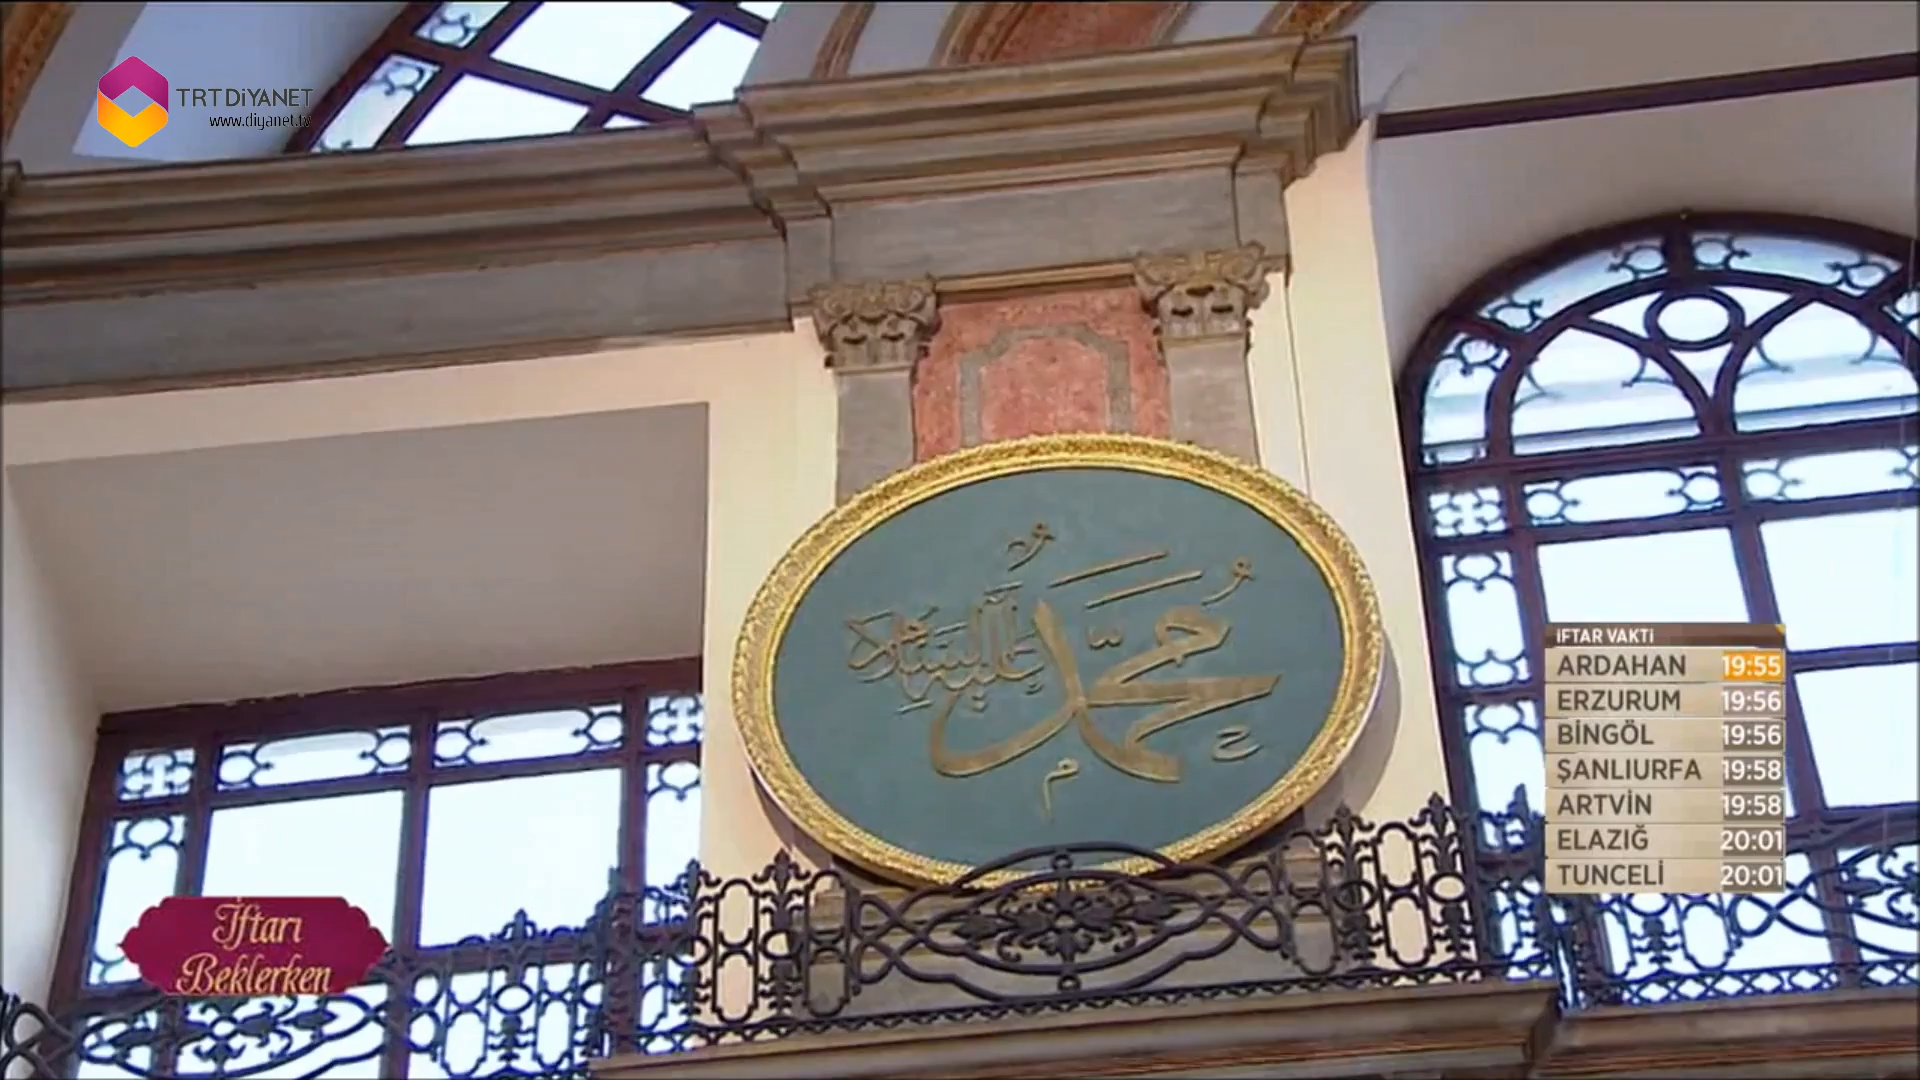 TRT DİYANET
www.diyanet.tv
محمد
عليه السلام
İFTAR VAKTİ
ARDAHAN 19:55
ERZURUM 19:56
BİNGÖL 19:56
ŞANLIURFA 19:58
ARTVİN 19:58
ELAZIĞ 20:01
TUNCELİ 20:01
İftarı
Beklerken